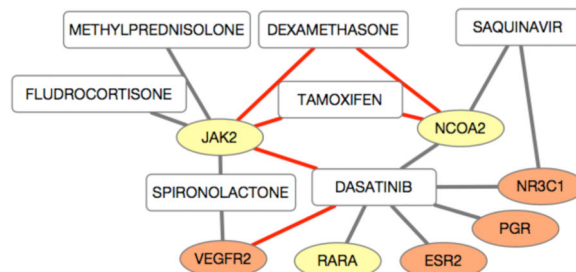 METHYLPREDNISOLONE
DEXAMETHASONE
SAQUINAVIR
FLUDROCORTISONE
TAMOXIFEN
JAK2
NCOA2
SPIRONOLACTONE
DASATINIB
NR3C1
PGR
VEGFR2
RARA
ESR2